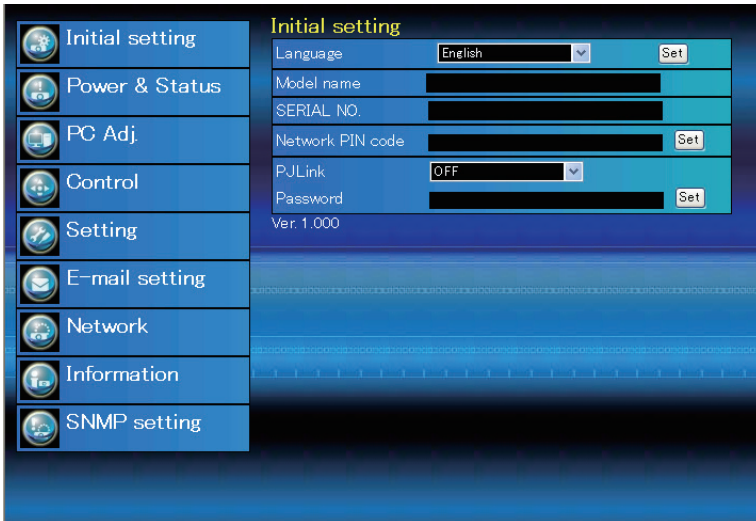 Initial setting
Power & Status
PC Adj.
Control
Setting
E-mail setting
Network
Information
SNMP setting
Initial setting
Language English Set
Model name
SERIAL NO.
Network PIN code Set
PJLink OFF
Password Set
Ver. 1.000